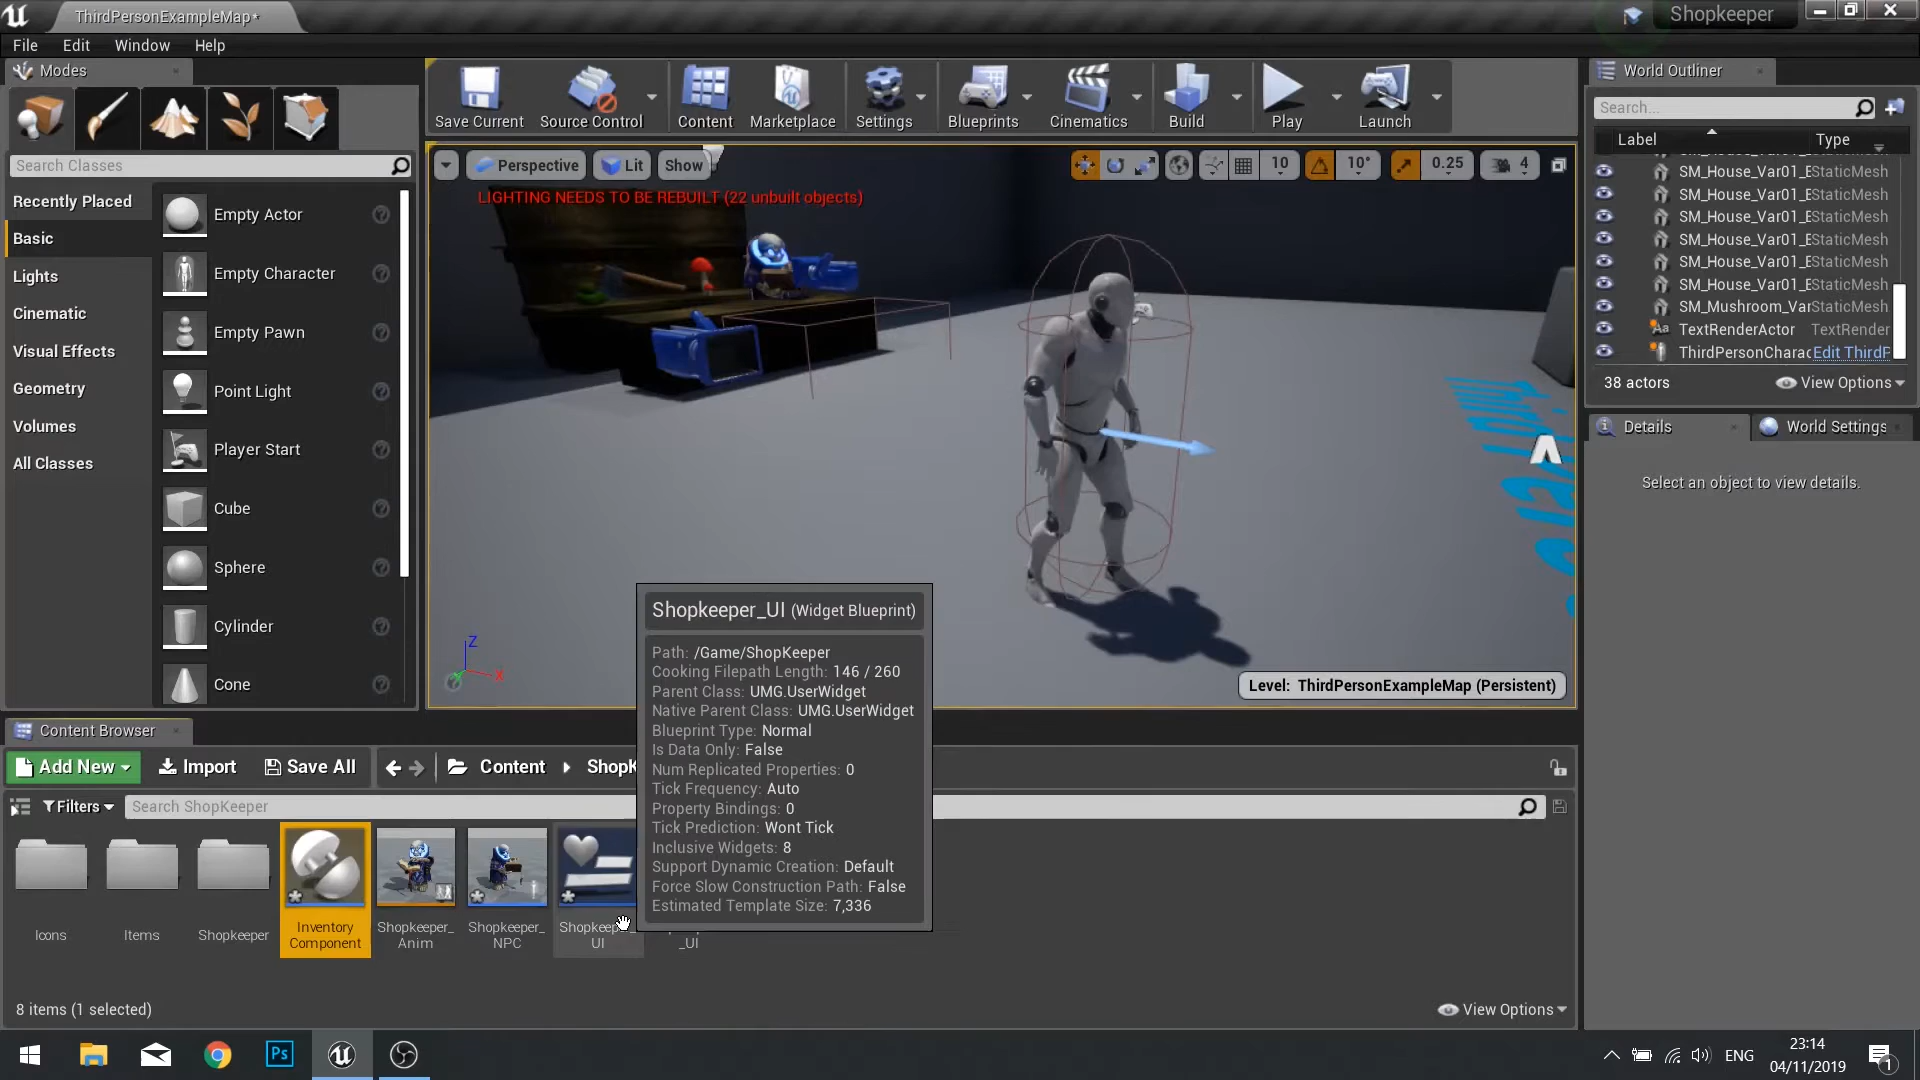 ThirdPersonExampleMap*
Shopkeeper
File Edit Window Help
Modes
Search Classes
Recently Placed
Basic
Lights
Cinematic
Visual Effects
Geometry
Volumes
All Classes
Empty Actor
Empty Character
Empty Pawn
Point Light
Player Start
Cube
Sphere
Cylinder
Cone
Save Current
Source Control
Content
Marketplace
Settings
Blueprints
Cinematics
Build
Play
Launch
Perspective
Lit
Show
10
10°
0.25
4
LIGHTING NEEDS TO BE REBUILT (22 unbuilt objects)
Z
X
Level: ThirdPersonExampleMap (Persistent)
World Outliner
Search...
Label Type
SM_House_Var01_E StaticMesh
SM_House_Var01_E StaticMesh
SM_House_Var01_E StaticMesh
SM_House_Var01_E StaticMesh
SM_House_Var01_E StaticMesh
SM_House_Var01_E StaticMesh
SM_Mushroom_Var StaticMesh
TextRenderActor TextRender
ThirdPersonCharac Edit ThirdP
38 actors
View Options
Details
World Settings
Select an object to view details.
Shopkeeper_UI (Widget Blueprint)
Path: /Game/ShopKeeper
Cooking Filepath Length: 146 / 260
Parent Class: UMG.UserWidget
Native Parent Class: UMG.UserWidget
Blueprint Type: Normal
Is Data Only: False
Num Replicated Properties: 0
Tick Frequency: Auto
Property Bindings: 0
Tick Prediction: Wont Tick
Inclusive Widgets: 8
Support Dynamic Creation: Default
Force Slow Construction Path: False
Estimated Template Size: 7,336
Content Browser
Add New
Import
Save All
Content
ShopK
Filters
Search ShopKeeper
Icons
Items
Shopkeeper
Inventory
Component
Shopkeeper_
Anim
Shopkeeper_
NPC
Shopkeeper_
UI
_UI
8 items (1 selected)
View Options
Ps
ENG
23:14
04/11/2019
1